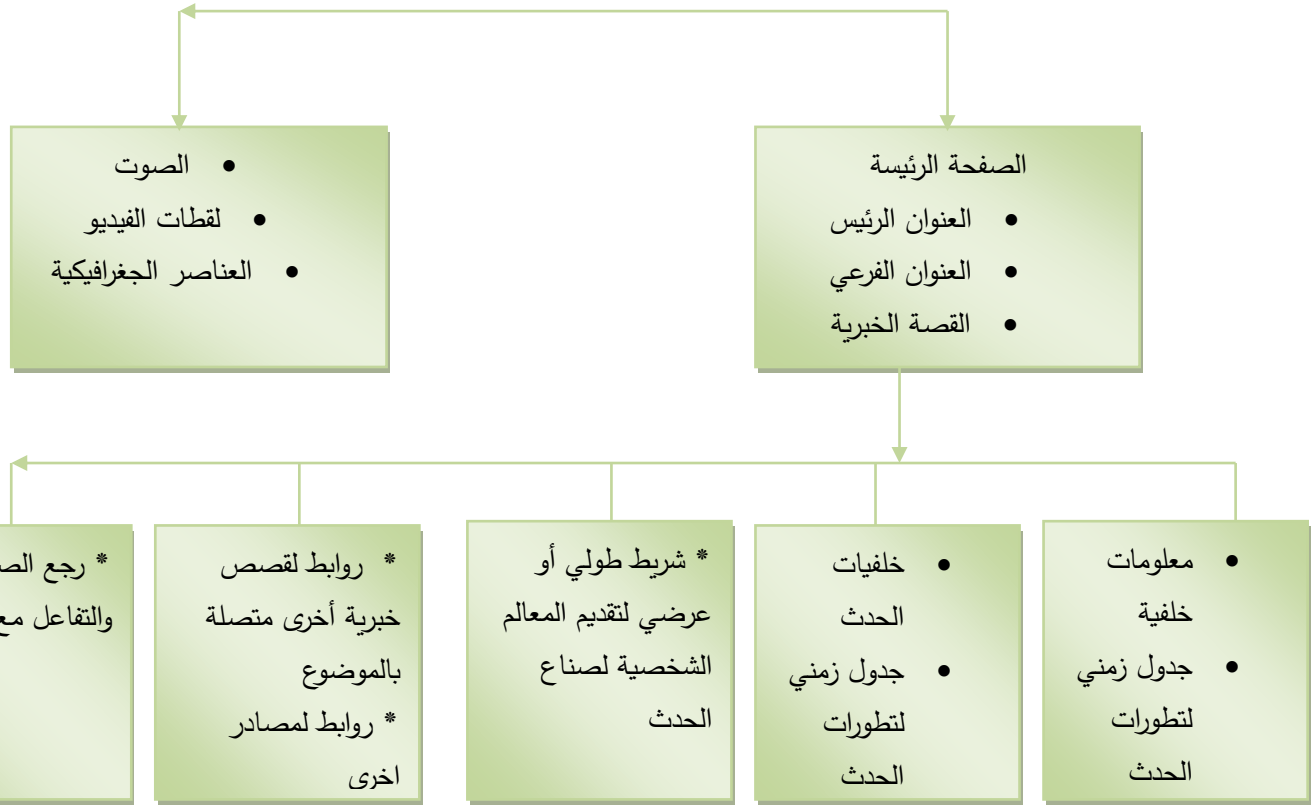 الصفحة الرئيسة
• العنوان الرئيس
• العنوان الفرعي
• القصة الخبرية
• الصوت
• لقطات الفيديو
• العناصر الجغرافيكية
• معلومات
خلفية
• جدول زمني
لتطورات
الحدث
• خلفيات
الحدث
• جدول زمني
لتطورات
الحدث
* شريط طولي أو
عرضي لتقديم المعالم
الشخصية لصناع
الحدث
* روابط لقصص
خبرية أخرى متصلة
بالموضوع
* روابط لمصادر
اخرى
* رجع
والتفاعل مع